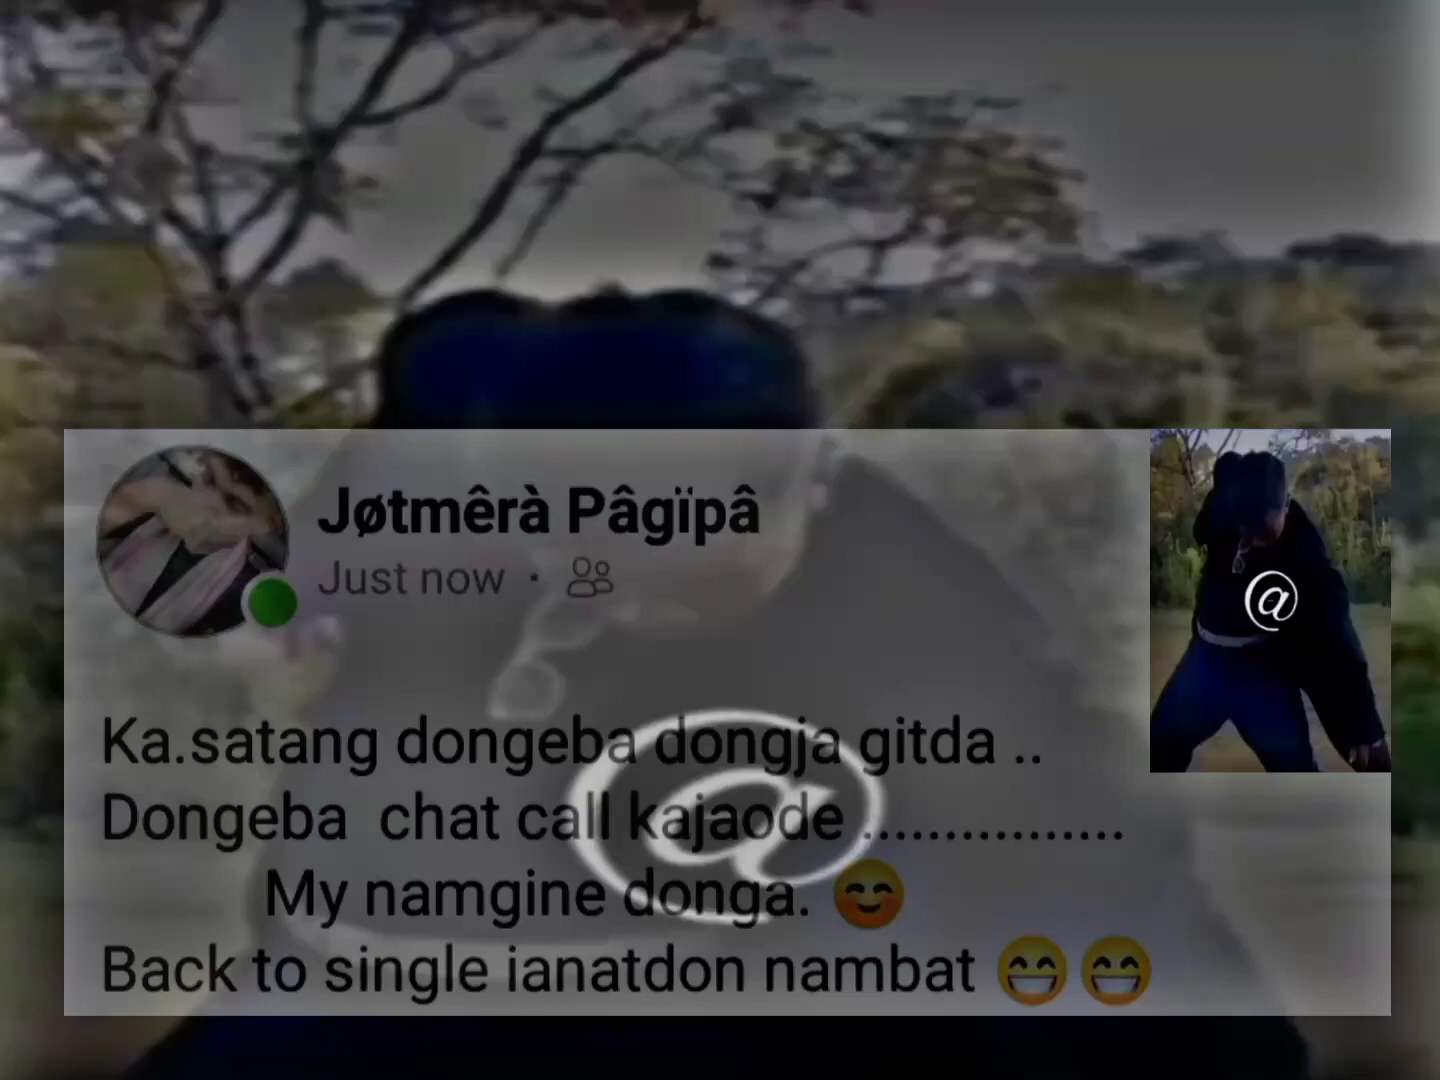 Jøtmêrà Pâgïpâ
Just now ·
@
Ka.satang dongeba dongja gitda ..
Dongeba  chat call kajaode ................
My namgine donga. 😊
Back to single ianatdon nambat 😁 😁
@